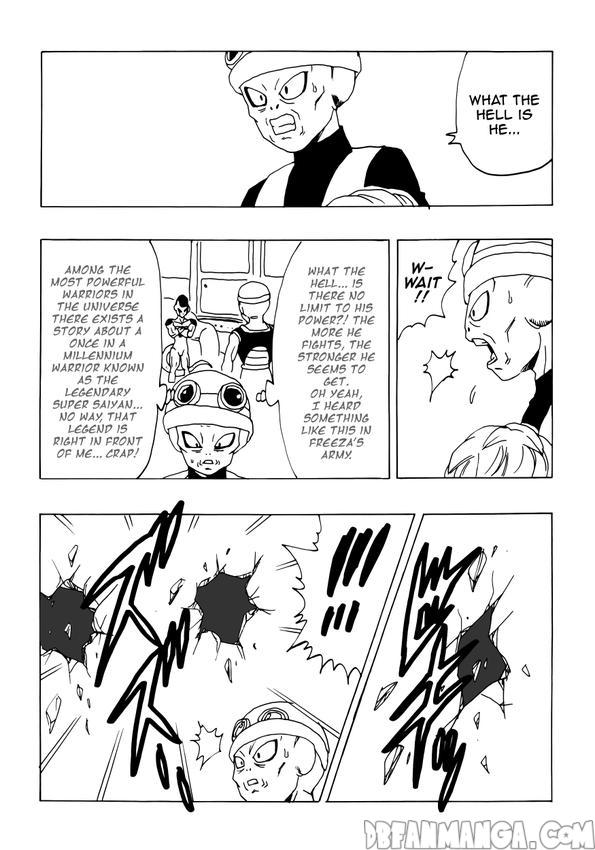 WHAT THE
HELL IS
HE...
W-
WAIT
!!
WHAT THE
HELL... IS
THERE NO
LIMIT TO HIS
POWER?! THE
MORE HE
FIGHTS, THE
STRONGER HE
SEEMS TO
GET.
OH YEAH,
I HEARD
SOMETHING
LIKE THIS IN
FREEZA'S
ARMY.
AMONG THE
MOST POWERFUL
WARRIORS IN
THE UNIVERSE
THERE EXISTS A
STORY ABOUT A
ONCE IN A
MILLENNIUM
WARRIOR KNOWN
AS THE
LEGENDARY
SUPER SAIYAN...
NO WAY, THAT
LEGEND IS
RIGHT IN FRONT
OF ME... CRAP!
!!!
ズ
ズ
DBFANMANGA.COM